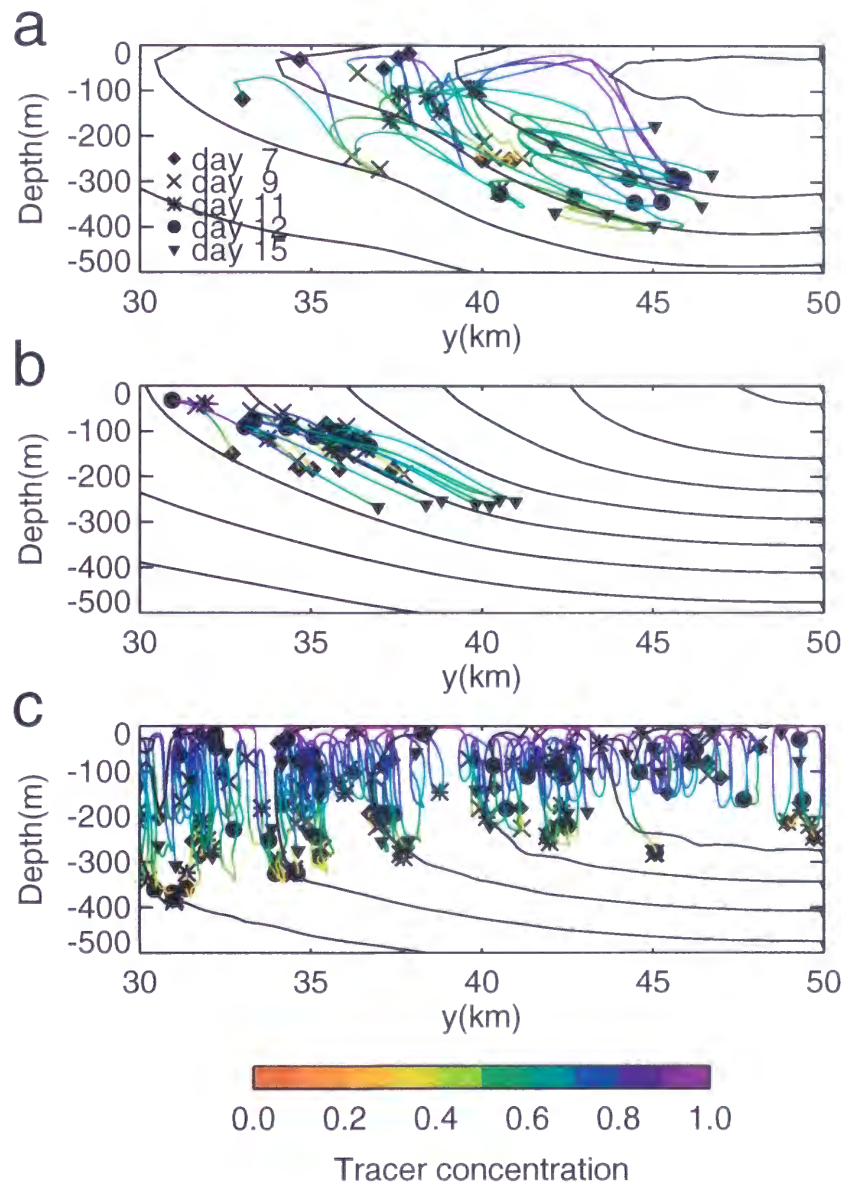 a
Depth(m)
0
-100
-200
-300
-400
-500
day 7
day 9
day 11
day 12
day 15
30 35 40 45 50
y(km)
b
Depth(m)
0
-100
-200
-300
-400
-500
30 35 40 45 50
y(km)
c
Depth(m)
0
-100
-200
-300
-400
-500
30 35 40 45 50
y(km)
0.0 0.2 0.4 0.6 0.8 1.0
Tracer concentration